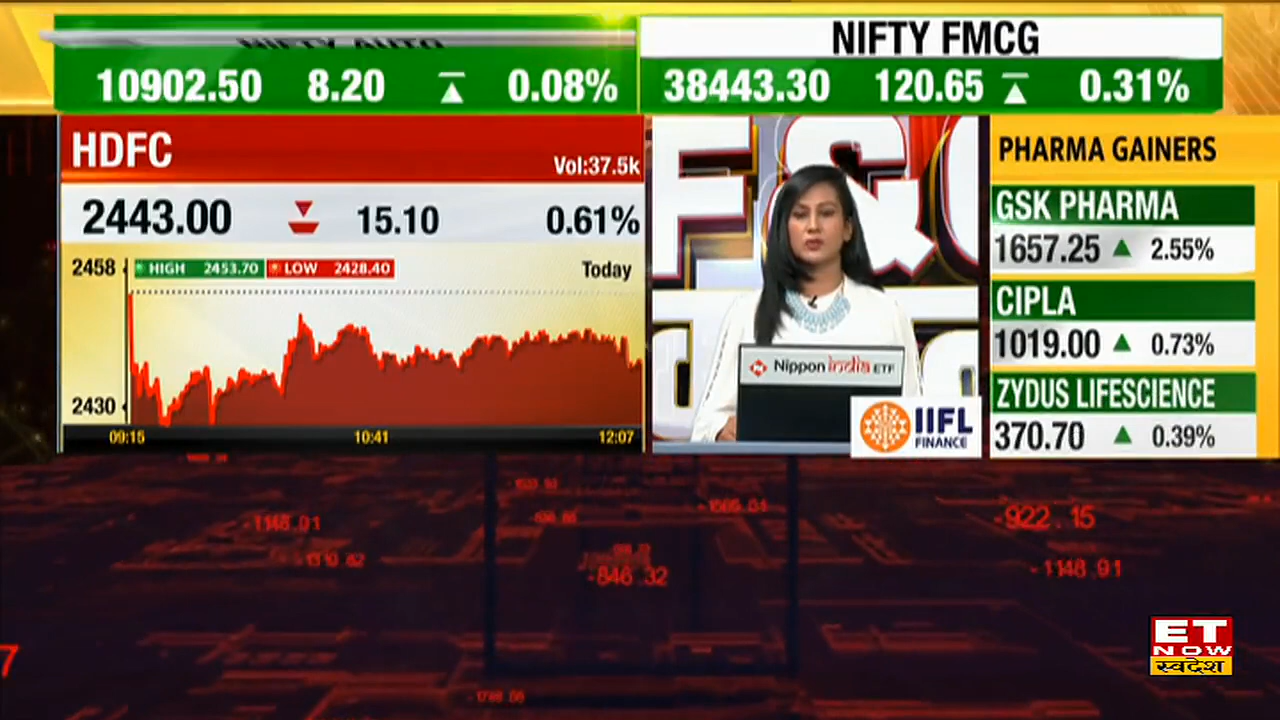 NIFTY AUTO
10902.50 8.20 0.08%
NIFTY FMCG
38443.30 120.65 0.31%
HDFC
Vol:37.5k
2443.00 15.10 0.61%
2458
HIGH 2453.70 LOW 2428.40
Today
2430
09:15 10:41 12:07
Nippon india ETF
IIFL
FINANCE
PHARMA GAINERS
GSK PHARMA
1657.25 2.55%
CIPLA
1019.00 0.73%
ZYDUS LIFESCIENCE
370.70 0.39%
-922.15
-846.32
-1148.91
7
ET
NOW
स्वदेश